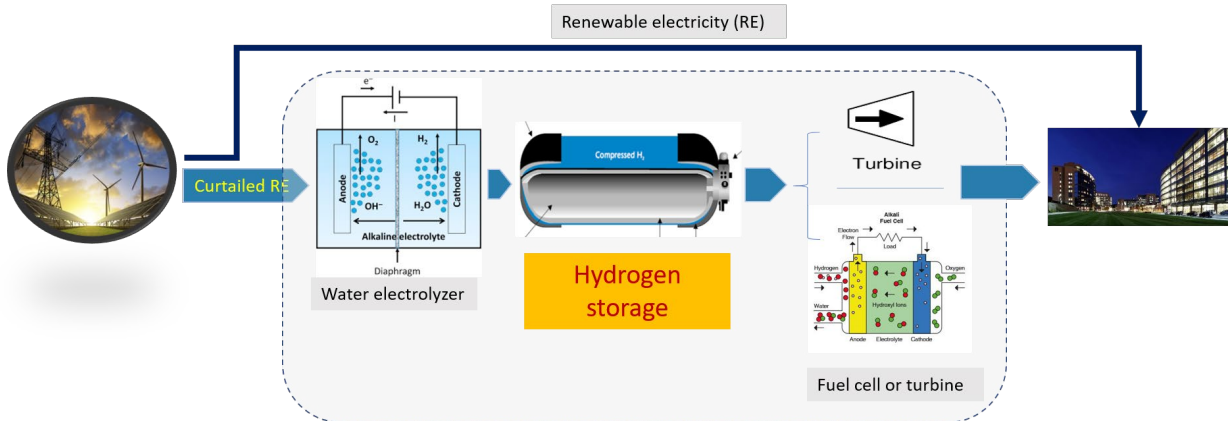 Renewable electricity (RE)
Curtailed RE
e⁻
I
O₂
H₂
Anode
Cathode
OH⁻
H₂O
Alkaline electrolyte
Diaphragm
Water electrolyzer
Compressed H₂
Hydrogen
storage
Turbine
Alkali
Fuel Cell
Electron
Flow
Load
Hydrogen
Oxygen
Hydroxyl Ions
Water
Anode
Electrolyte
Cathode
Fuel cell or turbine